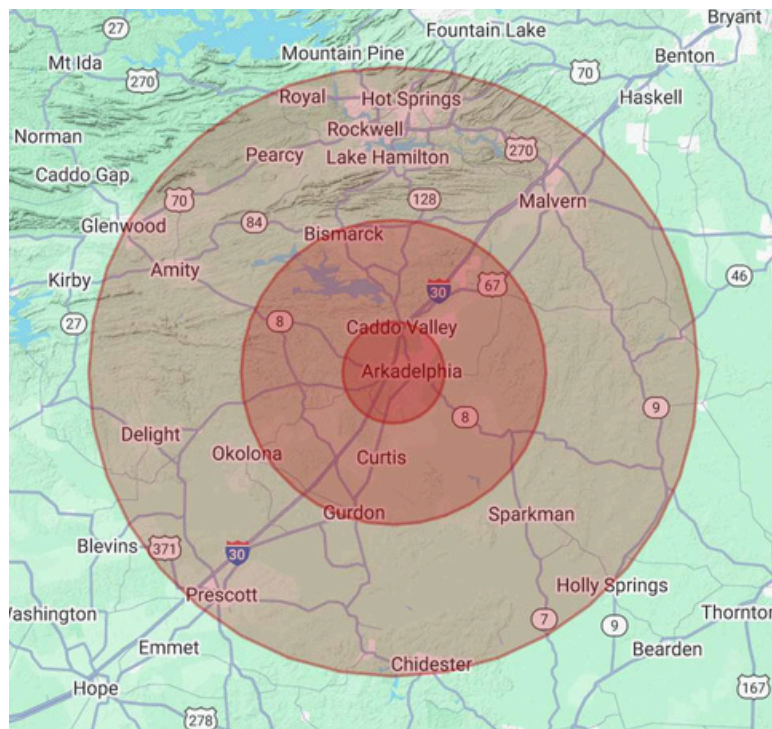 Bryant
27
Fountain Lake
Mountain Pine
Benton
Mt Ida
270
70
Royal
Hot Springs
Haskell
Rockwell
Norman
270
Pearcy
Lake Hamilton
Caddo Gap
70
128
Malvern
84
Glenwood
Bismarck
Amity
46
Kirby
67
30
27
8
Caddo Valley
Arkadelphia
9
8
Delight
Okolona
Curtis
Gurdon
Sparkman
Blevins
371
30
Holly Springs
Prescott
Washington
Thornton
7
9
Emmet
Bearden
Chidester
Hope
167
278